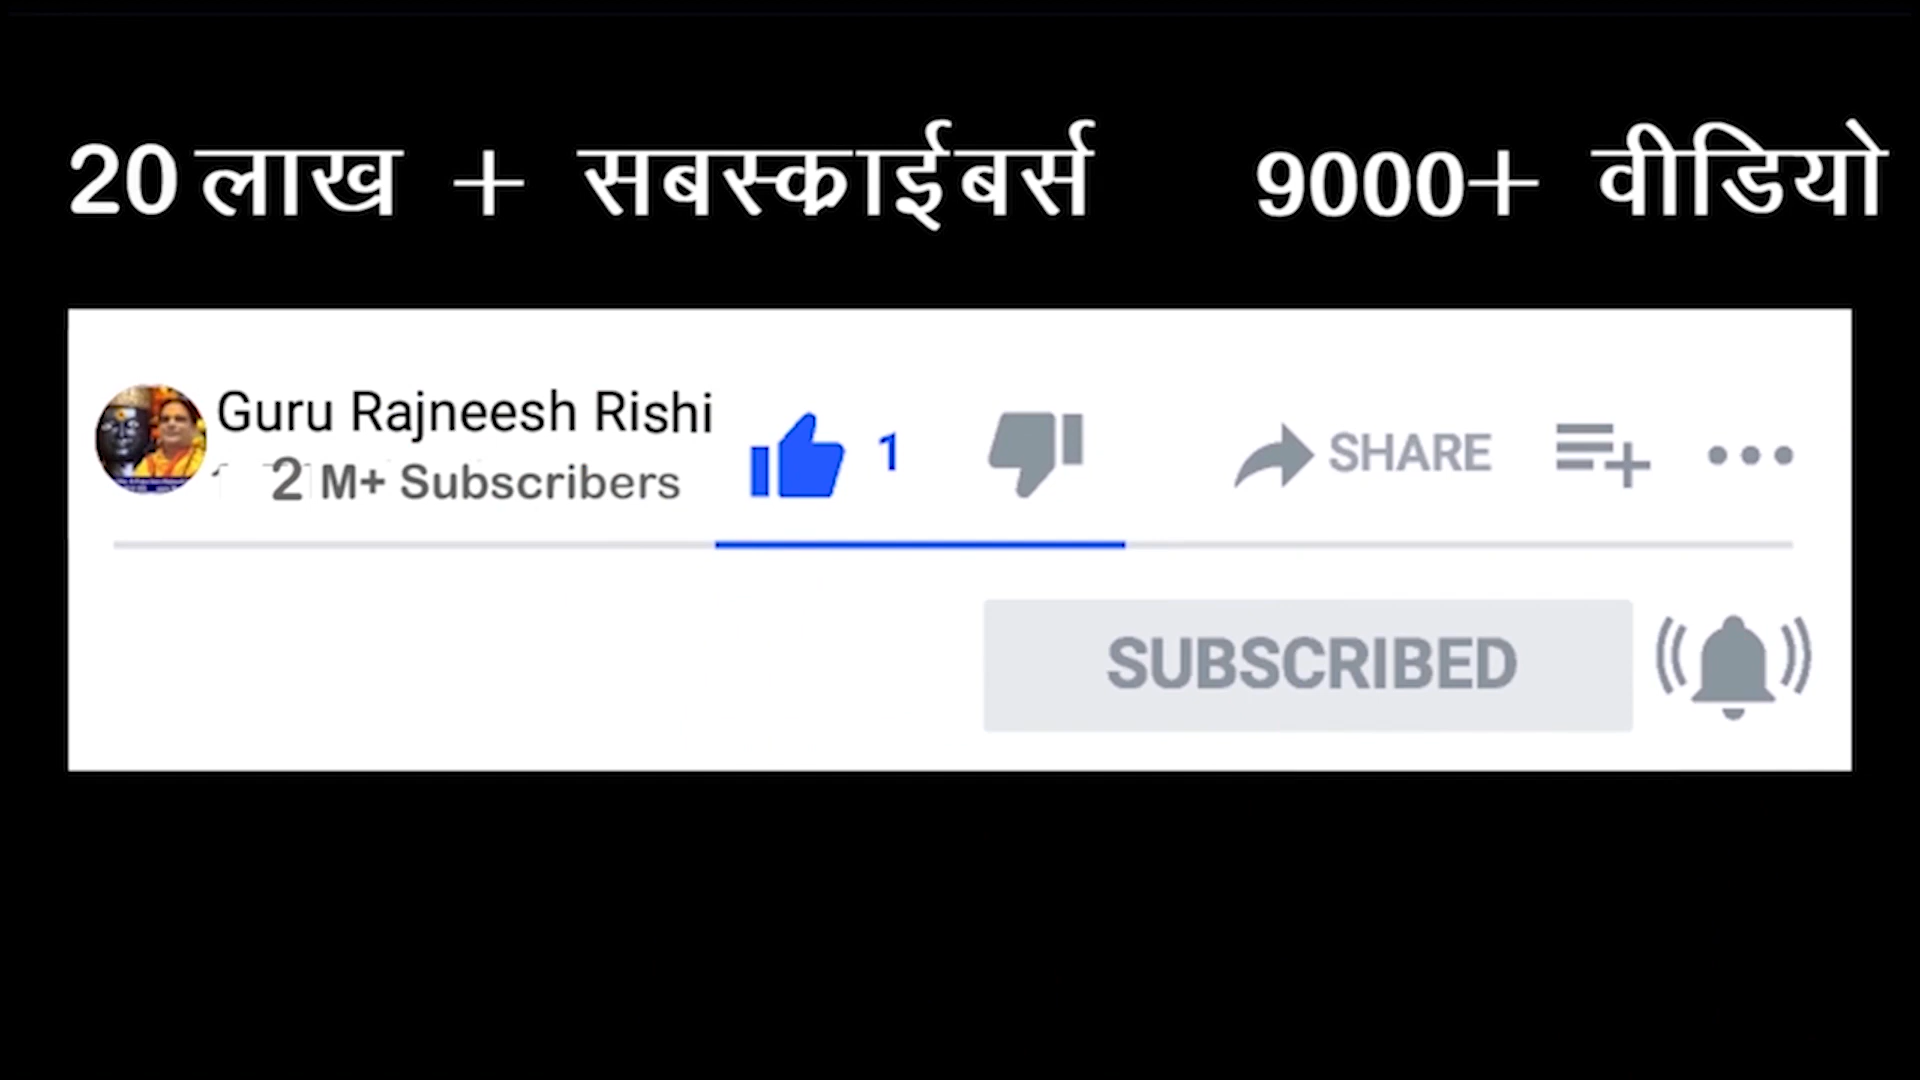 20 लाख + सबस्क्राईबर्स 9000+ वीडियो
Guru Rajneesh Rishi
2 M+ Subscribers
1
SHARE
SUBSCRIBED